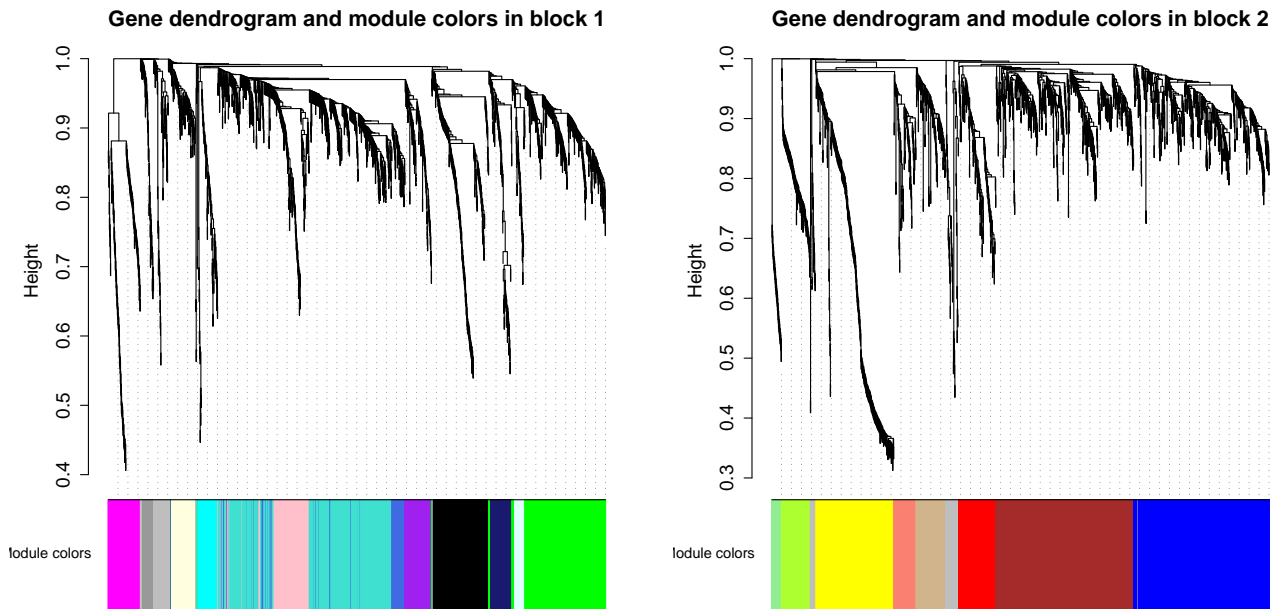 Gene dendrogram and module colors in block 1
1.0
0.9
0.8
0.7
0.6
0.5
0.4
Height
Module colors
Gene dendrogram and module colors in block 2
1.0
0.9
0.8
0.7
0.6
0.5
0.4
0.3
Height
Module colors